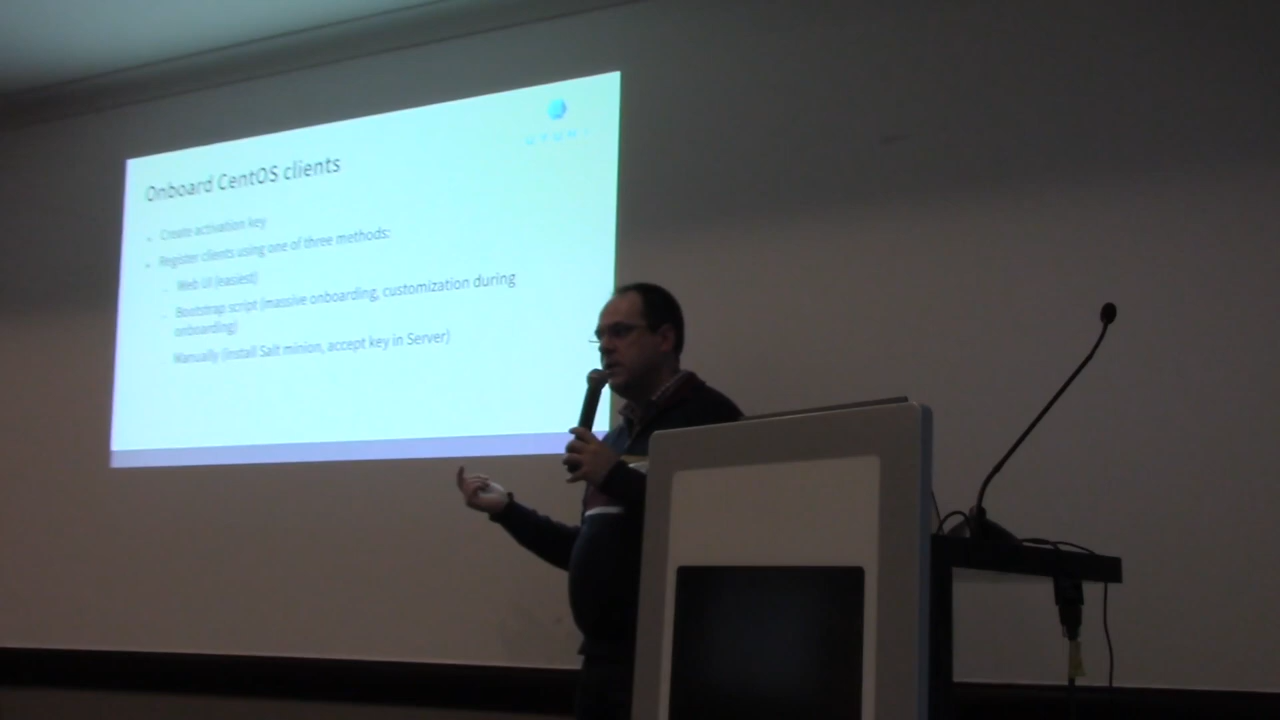 Onboard CentOS clients
Create activation key
Register clients using one of three methods:
Web UI (easiest)
Bootstrap script (massive onboarding, customization during
onboarding)
Manually (install Salt minion, accept key in Server)